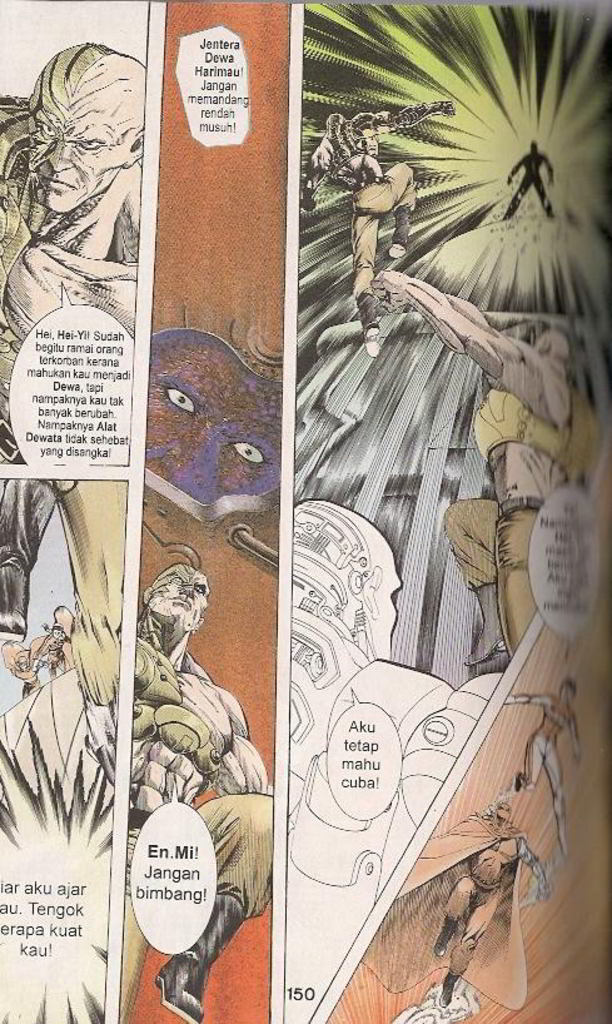 Jentera
Dewa
Harimau!
Jangan
memandang
rendah
musuh!
Hei, Hei-Yi! Sudah
begitu ramai orang
terkorban kerana
mahukan kau menjadi
Dewa, tapi
nampaknya kau tak
banyak berubah.
Nampaknya Alat
Dewata tidak sehebat
yang disangka!
Aku
tetap
mahu
cuba!
En.Mi!
Jangan
bimbang!
iar aku ajar
au. Tengok
erapa kuat
kau!
150